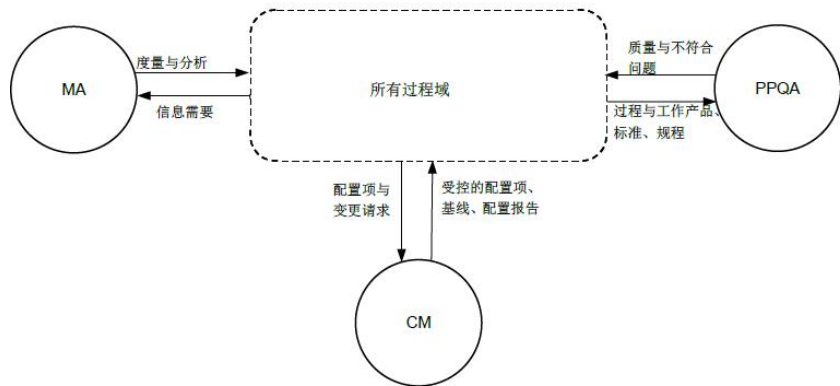 度量与分析
MA
信息需要
所有过程域
质量与不符合
问题
PPQA
过程与工作产品、
标准、规程
配置项与
变更请求
受控的配置项、
基线、配置报告
CM